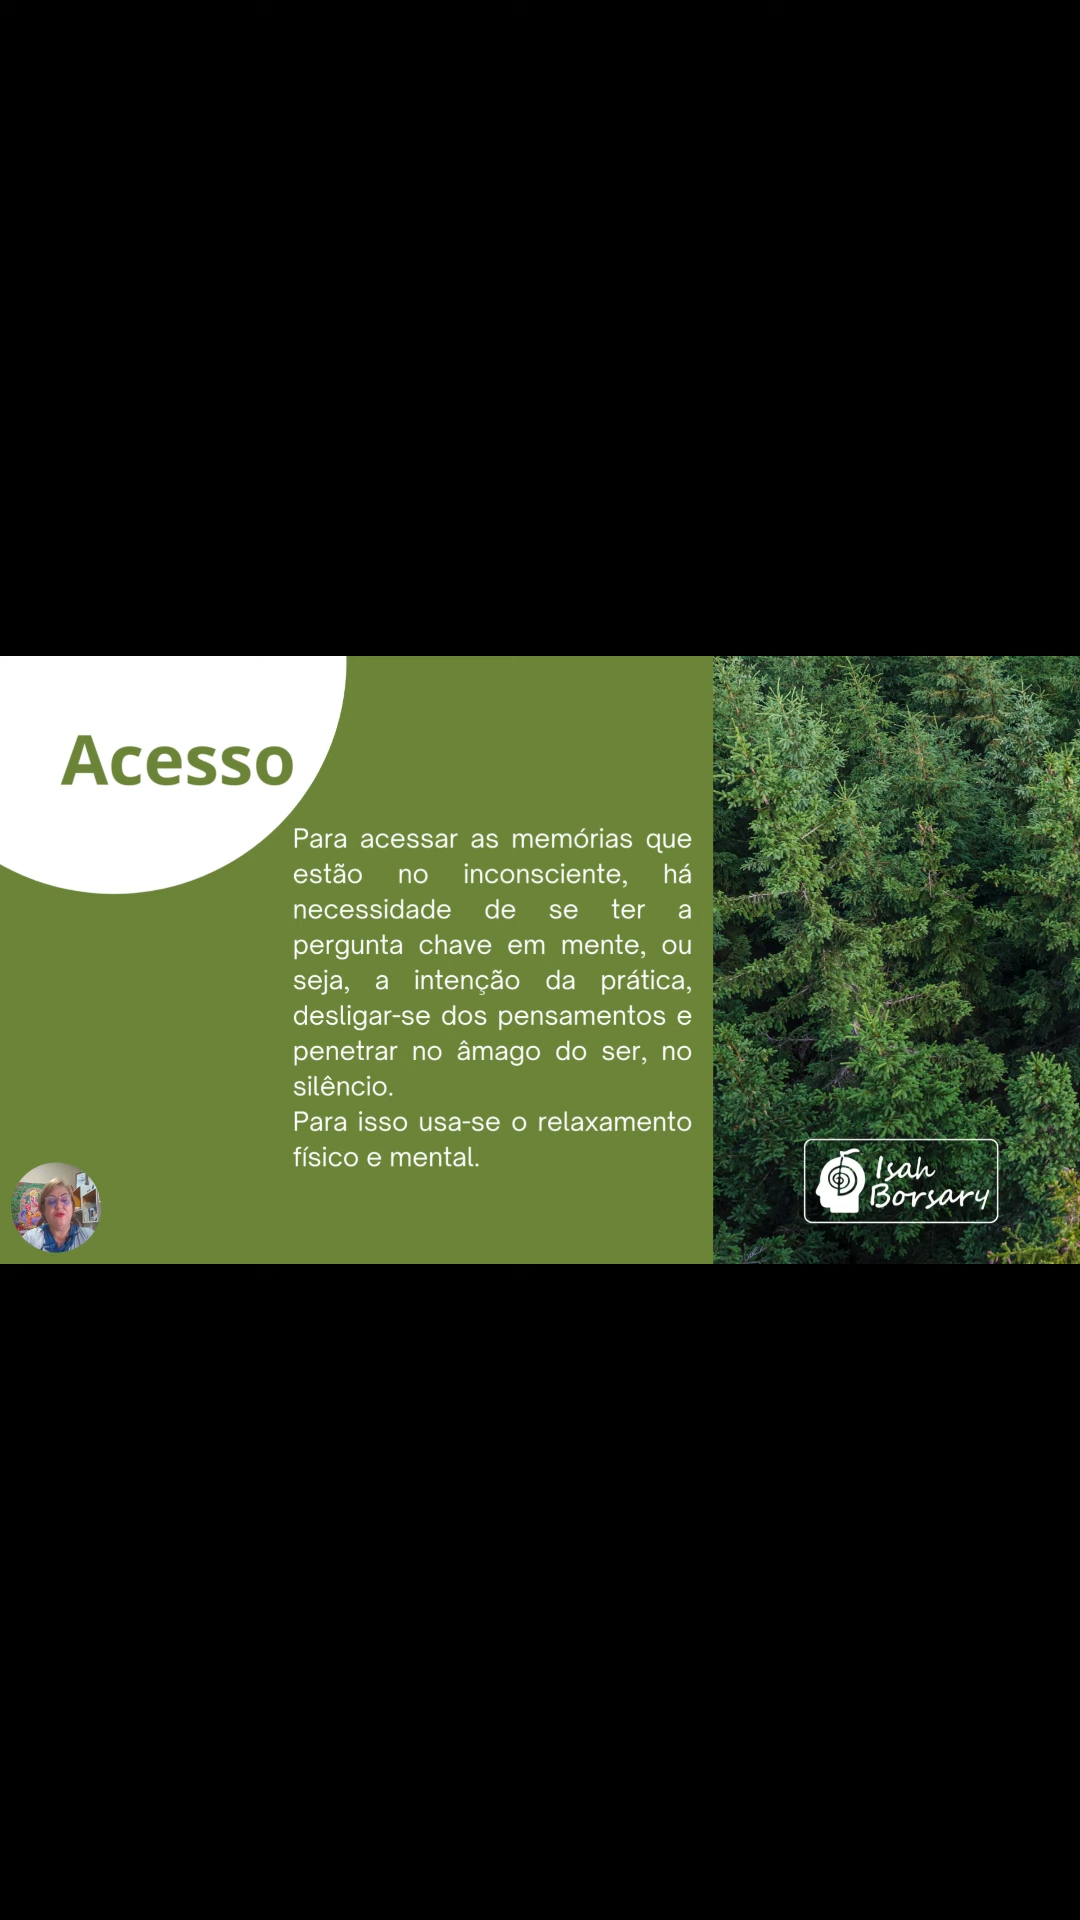 Acesso
Para acessar as memórias que
estão no inconsciente, há
necessidade de se ter a
pergunta chave em mente, ou
seja, a intenção da prática,
desligar-se dos pensamentos e
penetrar no âmago do ser, no
silêncio.
Para isso usa-se o relaxamento
físico e mental.
Isah
Borsary